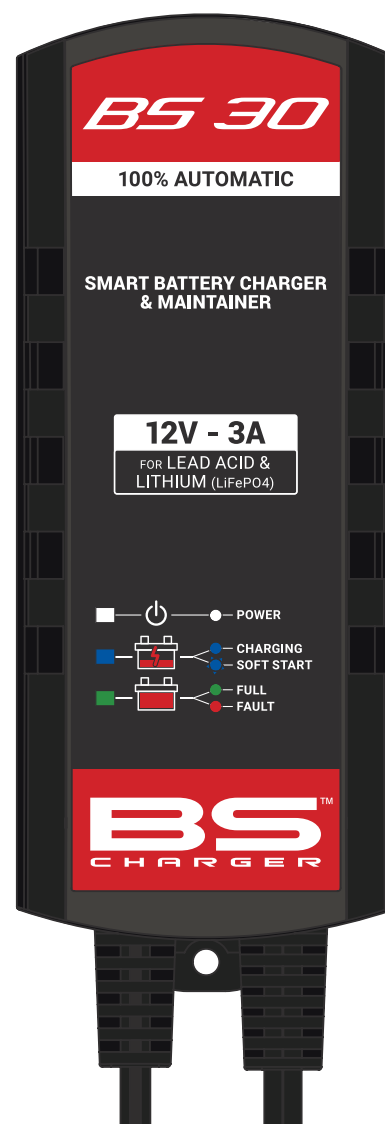 BS 30
100% AUTOMATIC
SMART BATTERY CHARGER
& MAINTAINER
12V - 3A
FOR LEAD ACID &
LITHIUM (LiFePO4)
POWER
CHARGING
SOFT START
FULL
FAULT
BS™
CHARGER